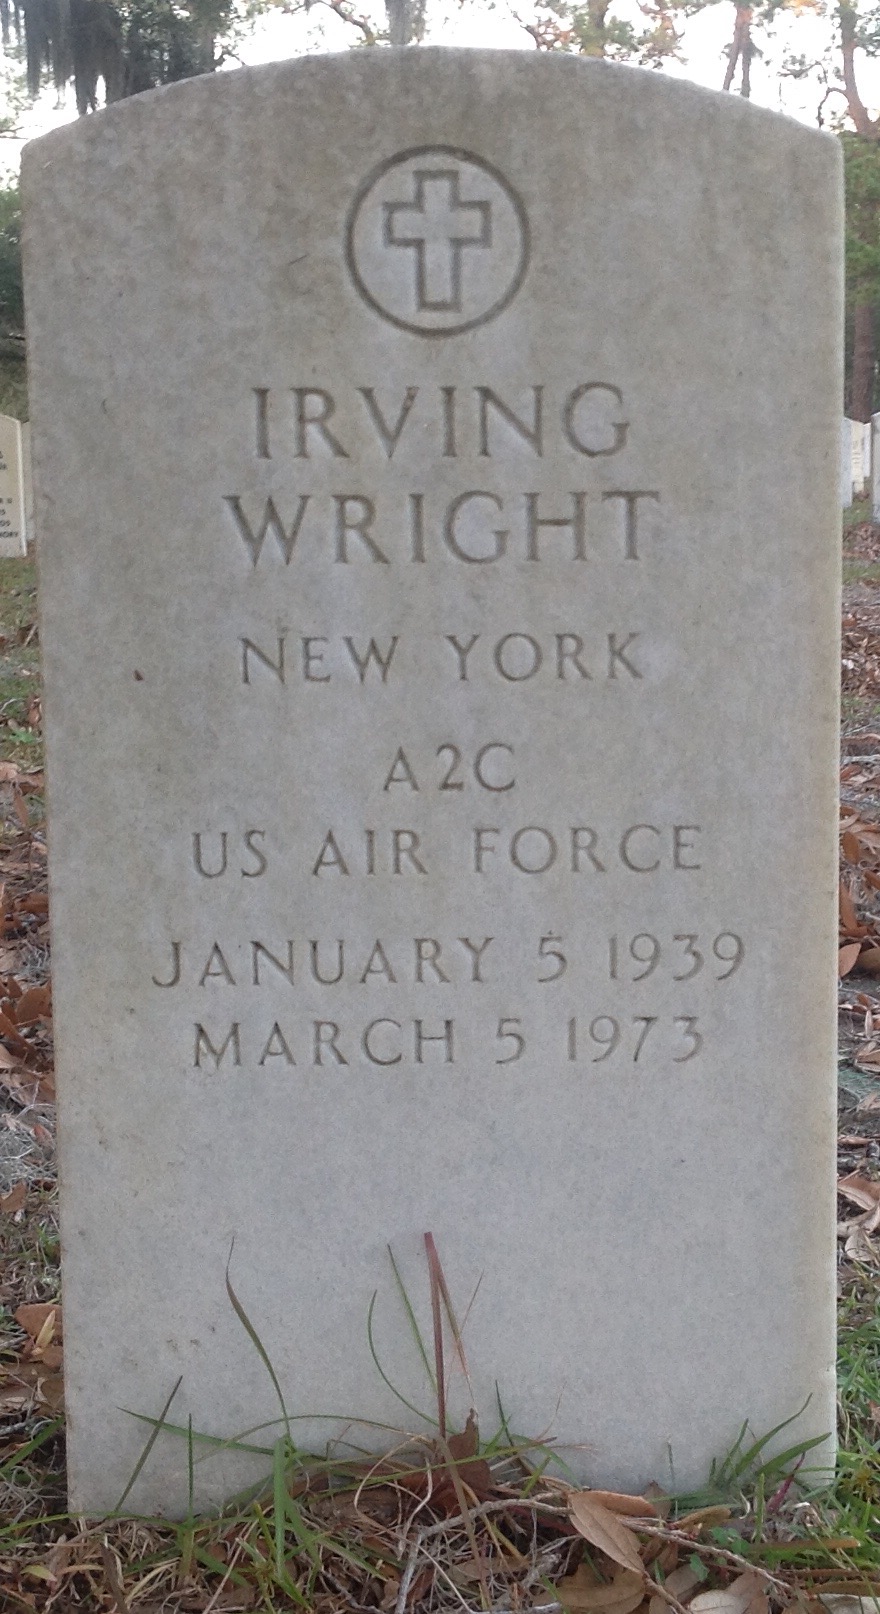 IRVING
WRIGHT
NEW YORK
A2C
US AIR FORCE
JANUARY 5 1939
MARCH 5 1973